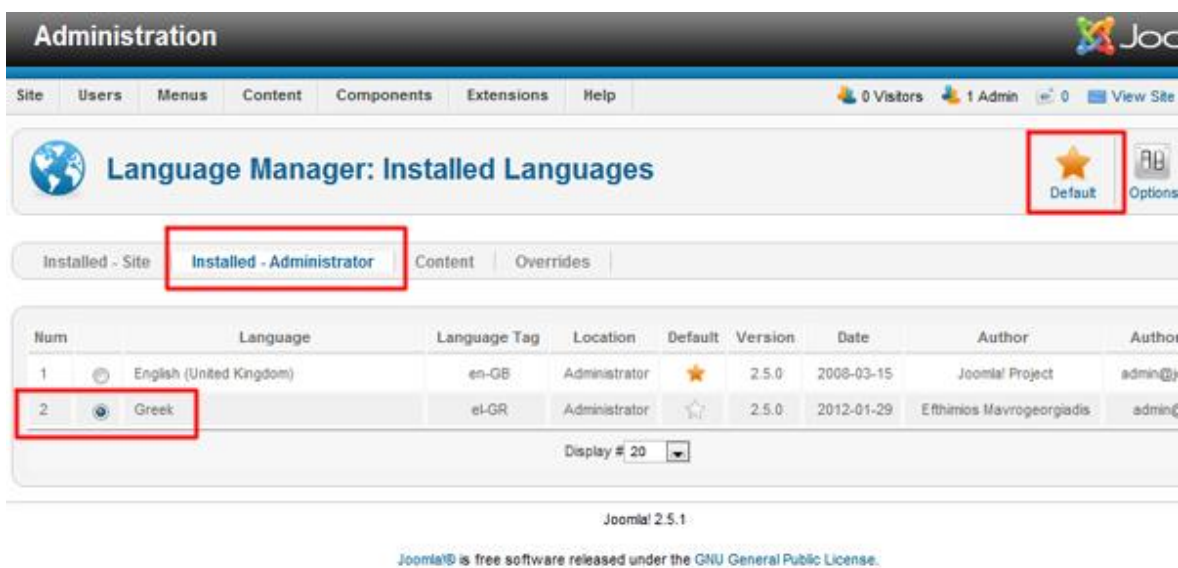 Administration
Site Users Menus Content Components Extensions Help 0 Visitors 1 Admin 0 View Site
Language Manager: Installed Languages
Default
Options
Installed - Site Installed - Administrator Content Overrides
Num Language Language Tag Location Default Version Date Author Author
1 English (United Kingdom) en-GB Administrator 2.5.0 2008-03-15 Joomla! Project
2 Greek el-GR Administrator 2.5.0 2012-01-29 Efthimios Mavrogeorgiadis
Display # 20
Joomla! 2.5.1
Joomla!® is free software released under the GNU General Public License.